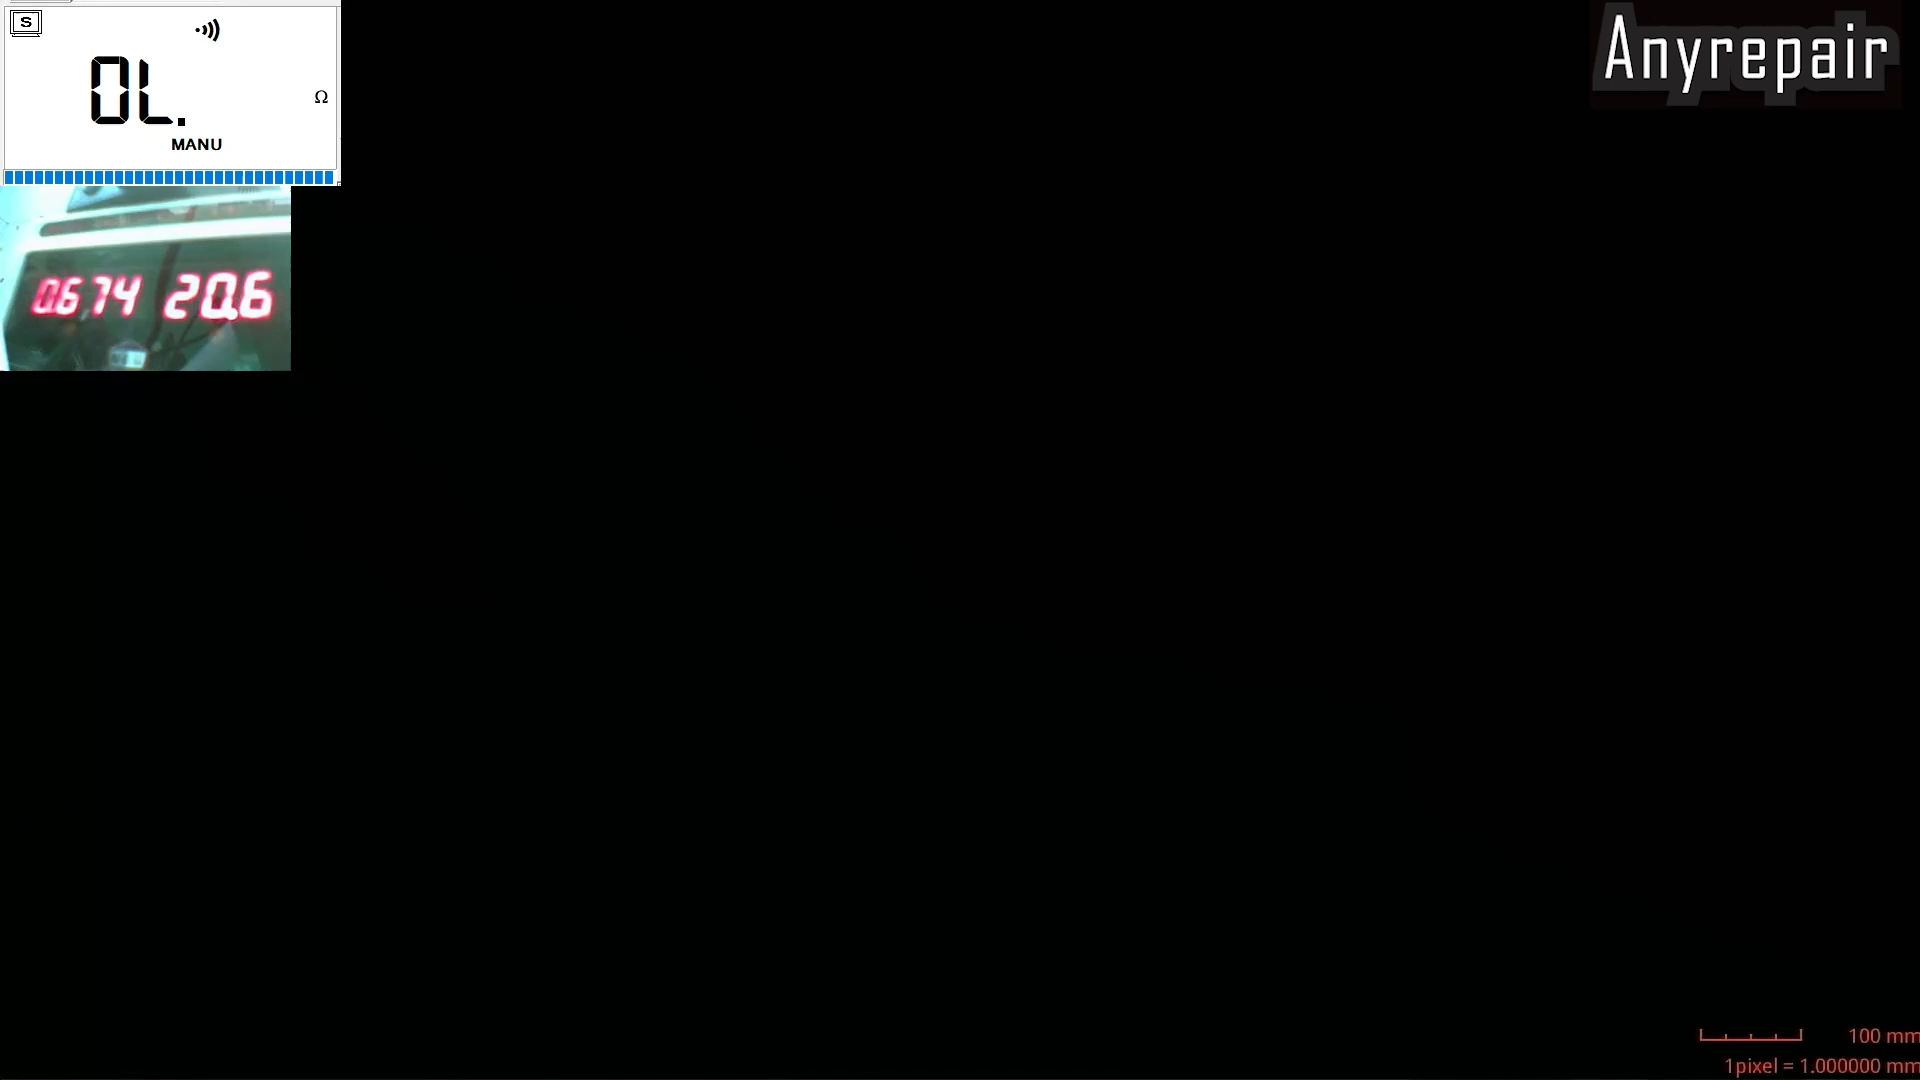 S
OL.
Ω
MANU
0.674 20.6
Anyrepair
100 mm
1pixel = 1.000000 mm